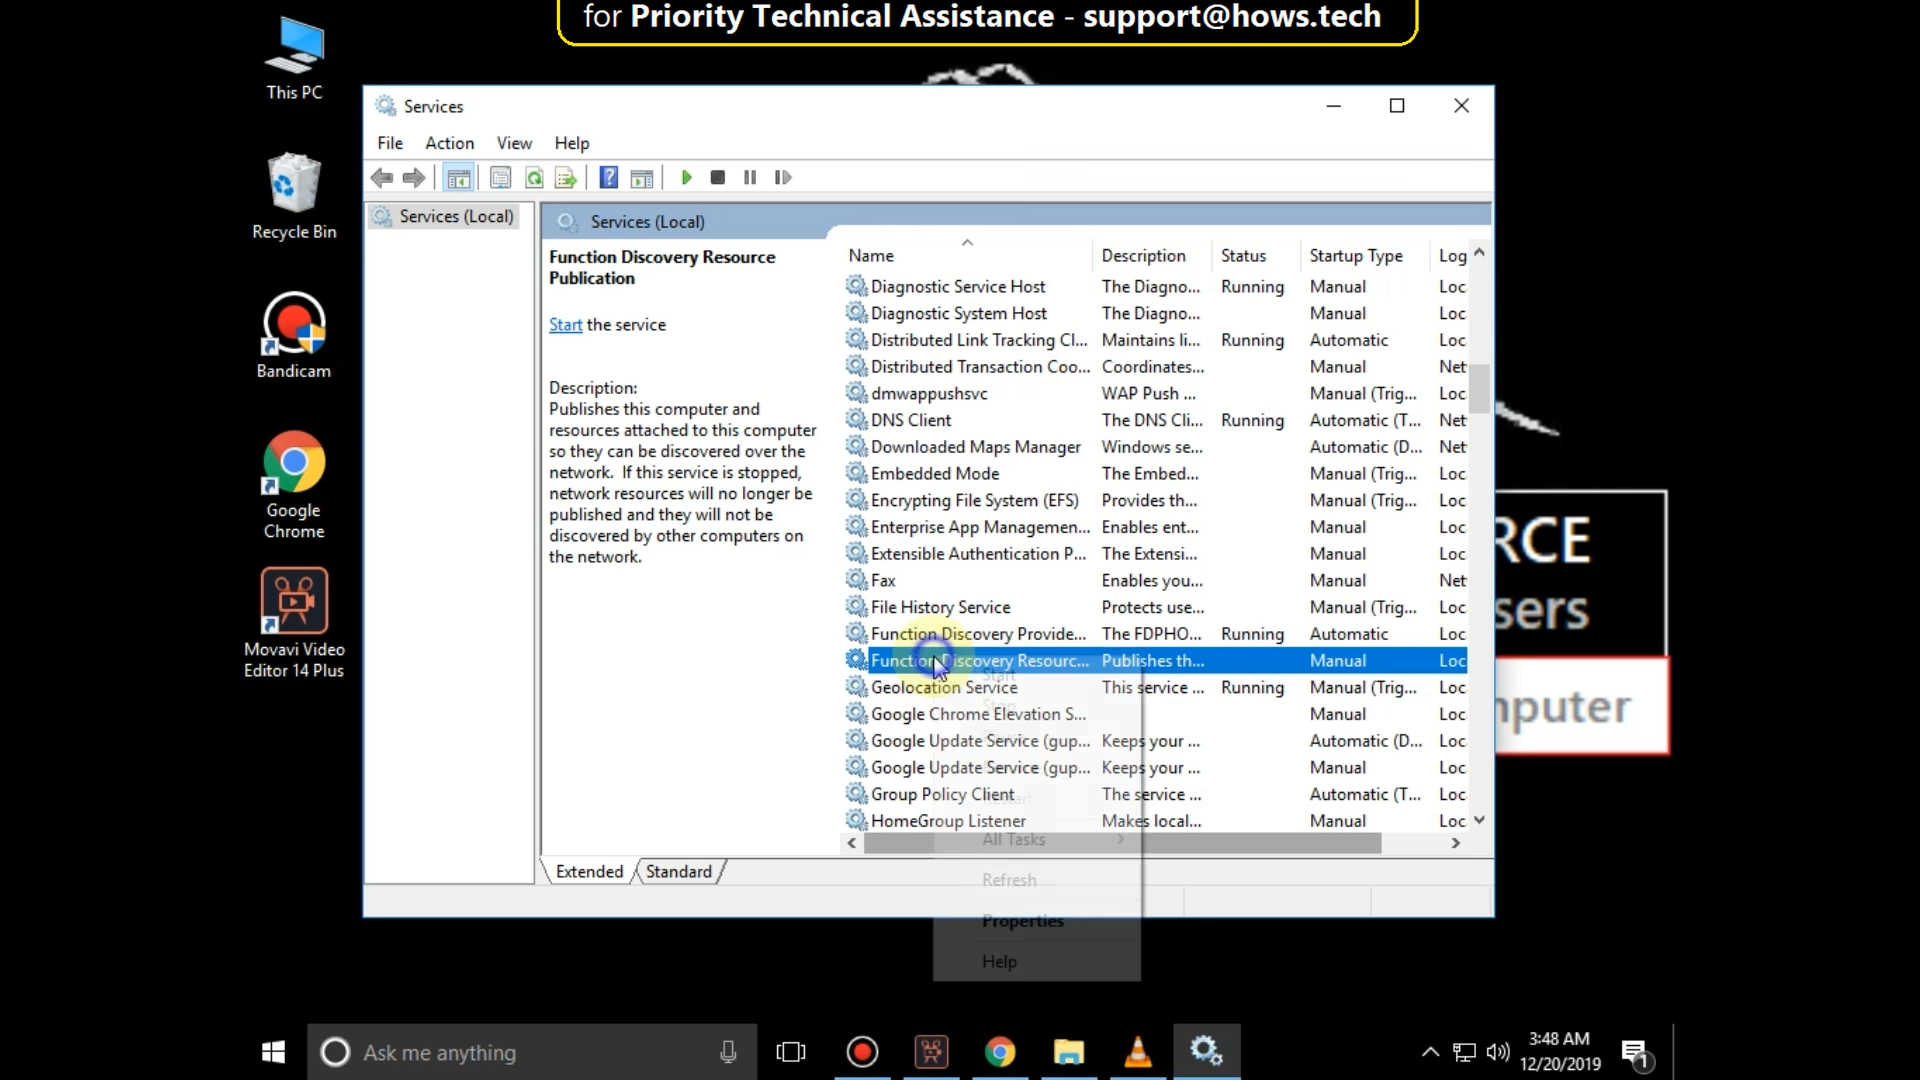 for Priority Technical Assistance - support@hows.tech
This PC
Recycle Bin
Bandicam
Google
Chrome
Movavi Video
Editor 14 Plus
Services
File Action View Help
Services (Local)
Services (Local)
Function Discovery Resource
Publication
Start the service
Description:
Publishes this computer and
resources attached to this computer
so they can be discovered over the
network. If this service is stopped,
network resources will no longer be
published and they will not be
discovered by other computers on
the network.
Name Description Status Startup Type Log
Diagnostic Service Host The Diagno... Running Manual Loc
Diagnostic System Host The Diagno... Manual Loc
Distributed Link Tracking Cl... Maintains li... Running Automatic Loc
Distributed Transaction Coo... Coordinates... Manual Net
dmwappushsvc WAP Push ... Manual (Trig... Loc
DNS Client The DNS Cli... Running Automatic (T... Net
Downloaded Maps Manager Windows se... Automatic (D... Net
Embedded Mode The Embed... Manual (Trig... Loc
Encrypting File System (EFS) Provides th... Manual (Trig... Loc
Enterprise App Managemen... Enables ent... Manual Loc
Extensible Authentication P... The Extensi... Manual Loc
Fax Enables you... Manual Net
File History Service Protects use... Manual (Trig... Loc
Function Discovery Provide... The FDPHO... Running Automatic Loc
Function Discovery Resourc... Publishes th... Manual Loc
Geolocation Service This service ... Running Manual (Trig... Loc
Google Chrome Elevation S... Manual Loc
Google Update Service (gup... Keeps your ... Automatic (D... Loc
Google Update Service (gup... Keeps your ... Manual Loc
Group Policy Client The service ... Automatic (T... Loc
HomeGroup Listener Makes local... Manual Loc
Start
Stop
Restart
All Tasks
Refresh
Properties
Help
Extended Standard
RCE
sers
nputer
Ask me anything
3:48 AM
12/20/2019
1